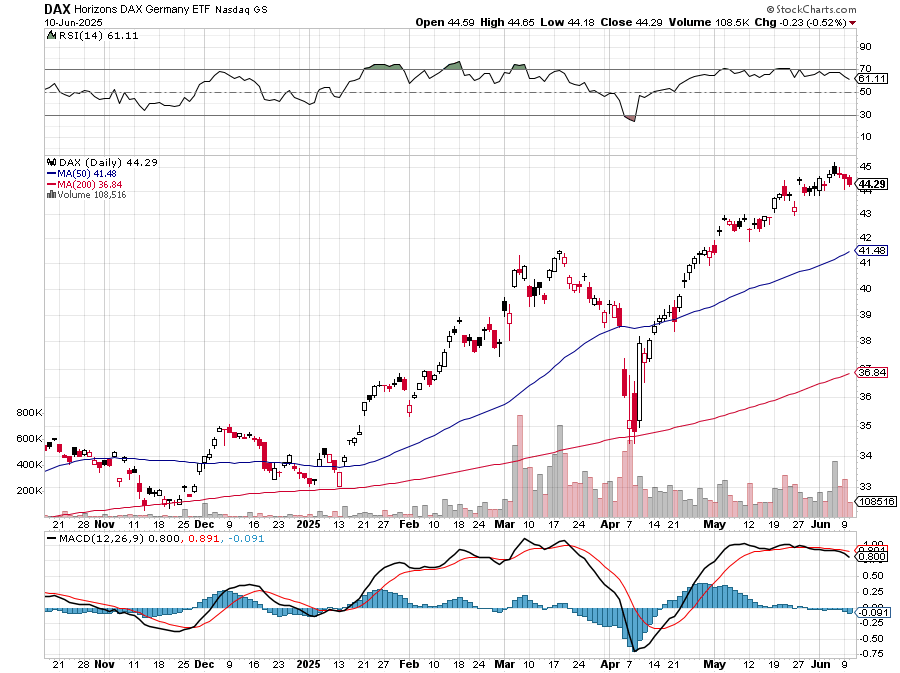 DAX Horizons DAX Germany ETF Nasdaq GS
© StockCharts.com
10-Jun-2025
Open 44.59 High 44.65 Low 44.18 Close 44.29 Volume 108.5K Chg -0.23 (-0.52%)
RSI(14) 61.11
90
70
61.11
50
30
10
DAX (Daily) 44.29
MA(50) 41.48
MA(200) 36.84
Volume 108,516
45
44.29
43
42
41.48
41
40
39
38
36.84
36
35
34
33
108516
800K
600K
400K
200K
21 28 Nov 11 18 25 Dec 9 16 23 2025 13 21 27 Feb 10 18 24 Mar 10 17 24 Apr 7 14 21 May 12 19 27 Jun 9
MACD(12,26,9) 0.800, 0.891, -0.091
1.00
0.891
0.800
0.50
0.25
0.00
-0.091
-0.25
-0.50
-0.75
21 28 Nov 11 18 25 Dec 9 16 23 2025 13 21 27 Feb 10 18 24 Mar 10 17 24 Apr 7 14 21 May 12 19 27 Jun 9